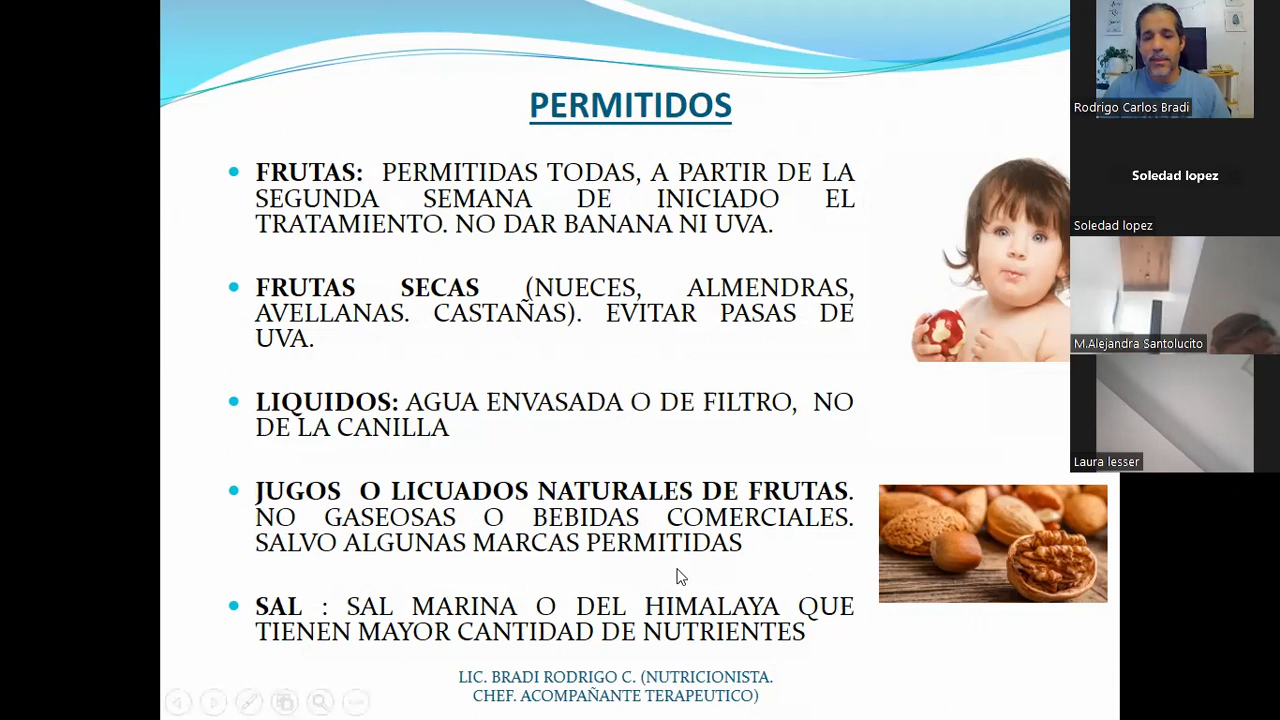 PERMITIDOS
• FRUTAS: PERMITIDAS TODAS, A PARTIR DE LA
SEGUNDA SEMANA DE INICIADO EL
TRATAMIENTO. NO DAR BANANA NI UVA.
• FRUTAS SECAS (NUECES, ALMENDRAS,
AVELLANAS. CASTAÑAS). EVITAR PASAS DE
UVA.
• LIQUIDOS: AGUA ENVASADA O DE FILTRO, NO
DE LA CANILLA
• JUGOS O LICUADOS NATURALES DE FRUTAS.
NO GASEOSAS O BEBIDAS COMERCIALES.
SALVO ALGUNAS MARCAS PERMITIDAS
• SAL : SAL MARINA O DEL HIMALAYA QUE
TIENEN MAYOR CANTIDAD DE NUTRIENTES
LIC. BRADI RODRIGO C. (NUTRICIONISTA.
CHEF. ACOMPAÑANTE TERAPEUTICO)
Rodrigo Carlos Bradi
Soledad lopez
Soledad lopez
M.Alejandra Santolucito
Laura lesser